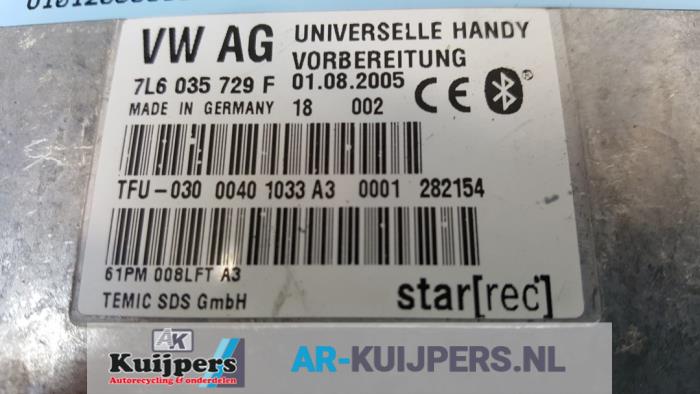 VW AG UNIVERSELLE HANDY
VORBEREITUNG
7L6 035 729 F 01.08.2005
MADE IN GERMANY 18 002
CE
TFU-030 0040 1033 A3 0001 282154
61PM 008LFT A3
TEMIC SDS GmbH
star[rec]
AK
Kuijpers
Autorecycling & onderdelen
AR-KUIJPERS.NL